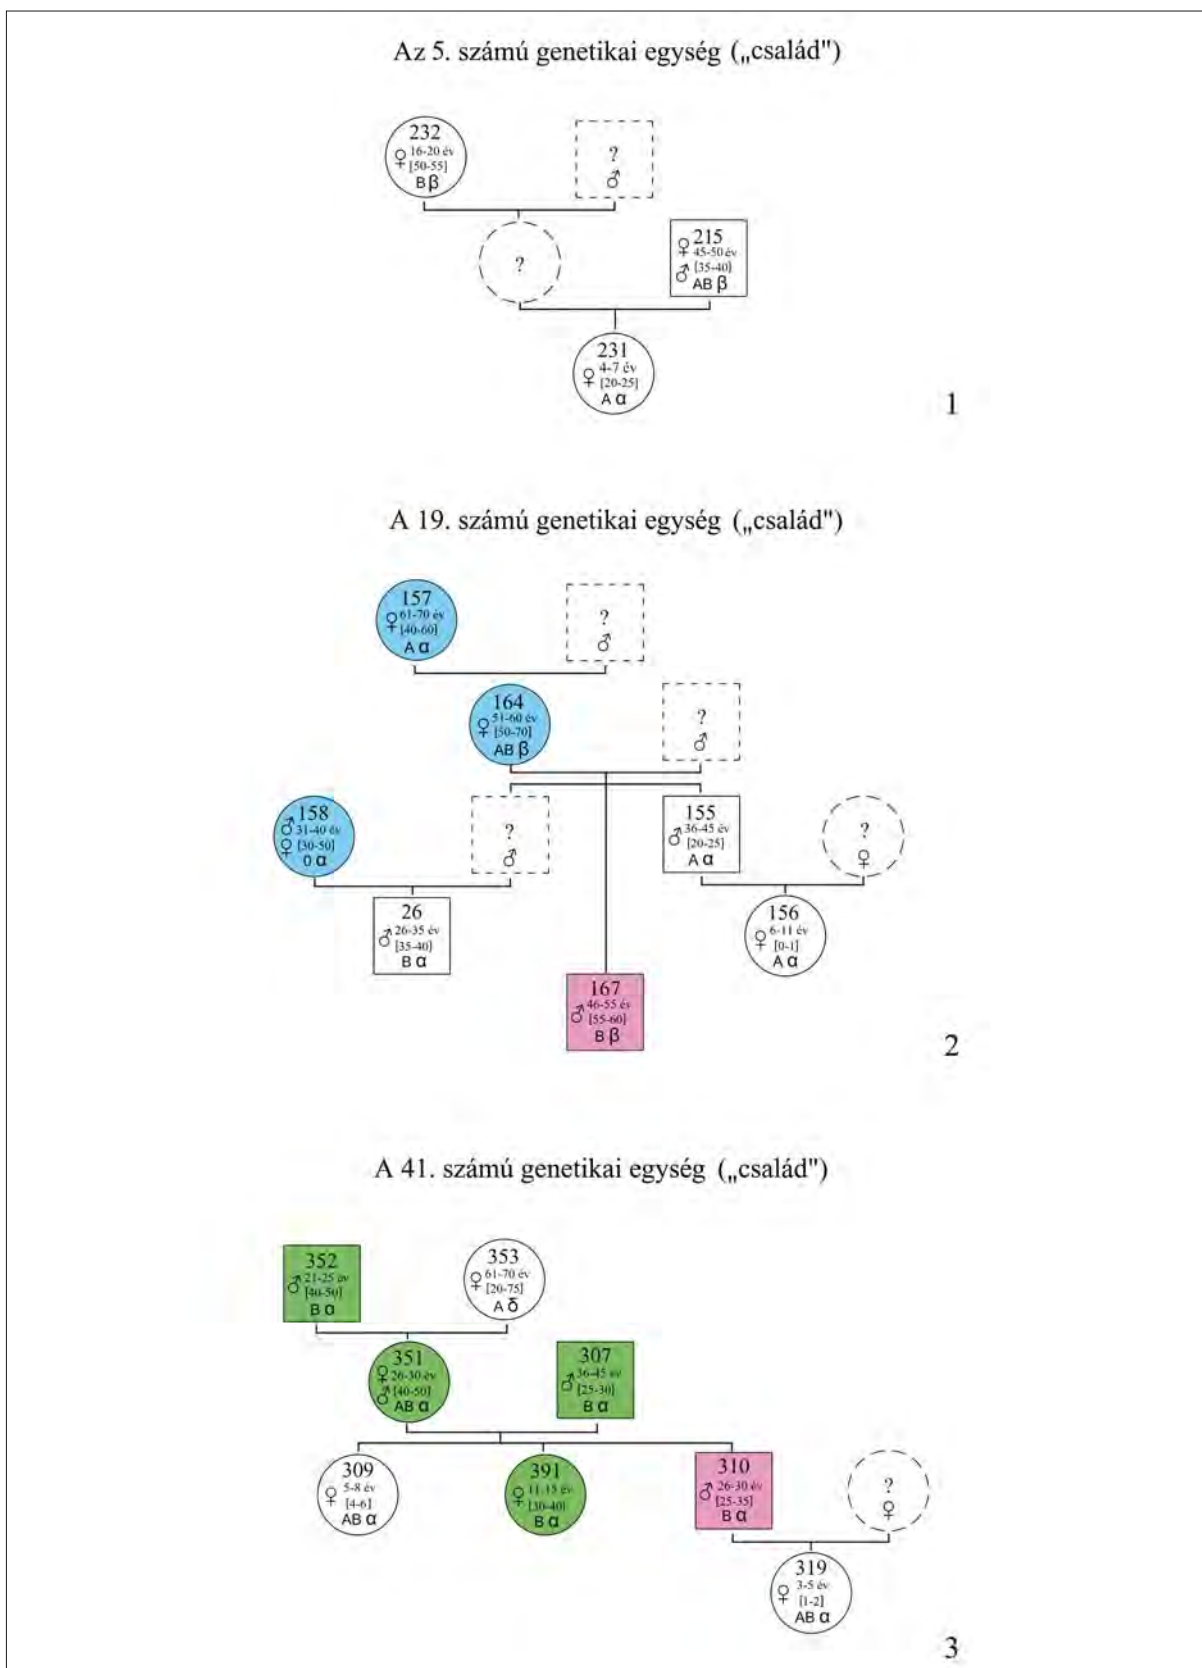 Az 5. számú genetikai egység („család")
232
♀ 16-20 év
[50-55]
B β
?
♂
?
215
♀ 45-50 év
♂ [35-40]
AB β
231
♀ 4-7 év
[20-25]
A α
1
A 19. számú genetikai egység („család")
157
♀ 61-70 év
[40-60]
A α
?
♂
164
♀ 51-60 év
[50-70]
AB β
?
♂
158
♂ 31-40 év
♀ [30-50]
0 α
?
♂
155
♂ 36-45 év
[20-25]
A α
?
♀
26
♂ 26-35 év
[35-40]
B α
156
♀ 6-11 év
[0-1]
A α
167
♂ 46-55 év
[55-60]
B β
2
A 41. számú genetikai egység („család")
352
♂ 21-25 év
[40-50]
B α
353
♀ 61-70 év
[20-75]
A δ
351
♀ 26-30 év
♂ [40-50]
AB α
307
♂ 36-45 év
[25-30]
B α
309
♀ 5-8 év
[4-6]
AB α
391
♀ 11-15 év
[30-40]
B α
310
♂ 26-30 év
[25-35]
B α
?
♀
319
♀ 3-5 év
[1-2]
AB α
3